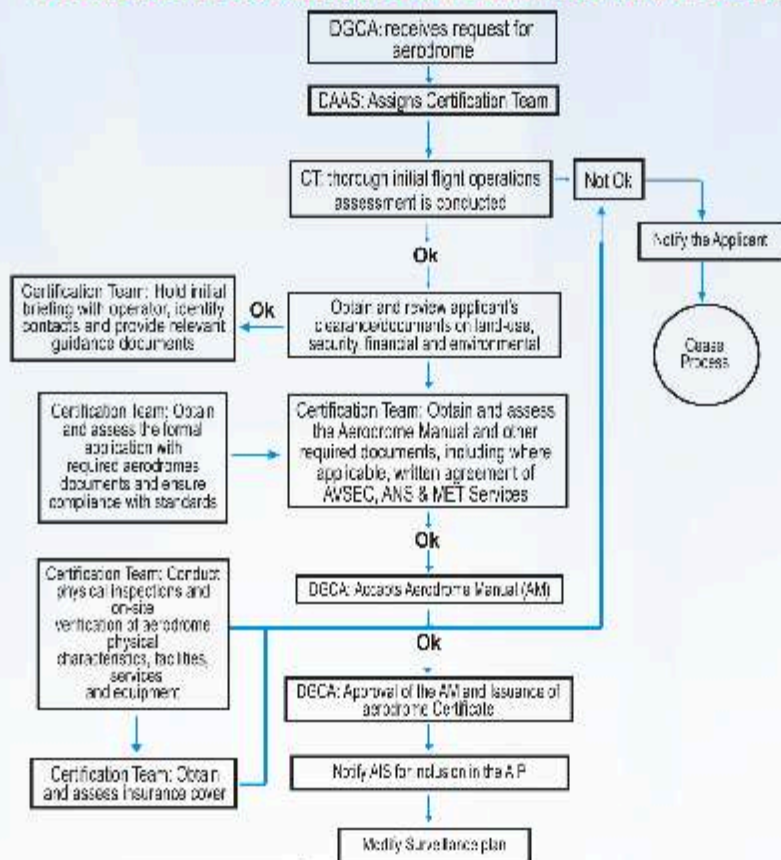 DGCA: receives request for
aerodrome
DAAS: Assigns Certification Team
CT: thorough initial flight operations
assessment is conducted
Not Ok
Notify the Applicant
Cease
Process
Ok
Certification Team: Hold initial
briefing with operator, identify
contacts and provide relevant
guidance documents
Ok
Obtain and review applicant's
clearance/documents on land-use,
security, financial and environmental
Certification Team: Obtain
and assess the formal
application with
required aerodromes
documents and ensure
compliance with standards
Certification Team: Obtain and assess
the Aerodrome Manual and other
required documents, including where
applicable, written agreement of
AVSEC, ANS & MET Services
Ok
Certification Team: Conduct
physical inspections and
on-site
verification of aerodrome
physical
characteristics, facilities,
services
and equipment
DGCA: Accepts Aerodrome Manual (AM)
Ok
DGCA: Approval of the AM and Issuance of
aerodrome Certificate
Certification Team: Obtain
and assess insurance cover
Notify AIS for inclusion in the AIP
Modify Surveillance plan